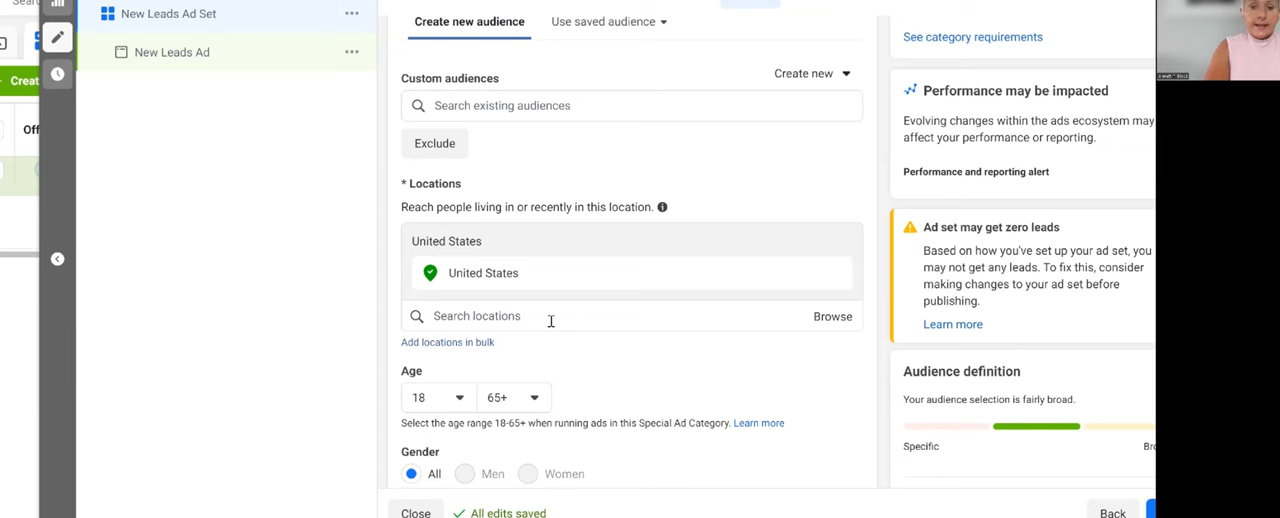 Sear
New Leads Ad Set
New Leads Ad
Creat
Off
Create new audience
Use saved audience
Custom audiences
Create new
Search existing audiences
Exclude
* Locations
Reach people living in or recently in this location.
United States
United States
Search locations
Browse
Add locations in bulk
Age
18
65+
Select the age range 18-65+ when running ads in this Special Ad Category. Learn more
Gender
All
Men
Women
Close
All edits saved
Back
See category requirements
Performance may be impacted
Evolving changes within the ads ecosystem may
affect your performance or reporting.
Performance and reporting alert
Ad set may get zero leads
Based on how you've set up your ad set, you
may not get any leads. To fix this, consider
making changes to your ad set before
publishing.
Learn more
Audience definition
Your audience selection is fairly broad.
Specific
Bro